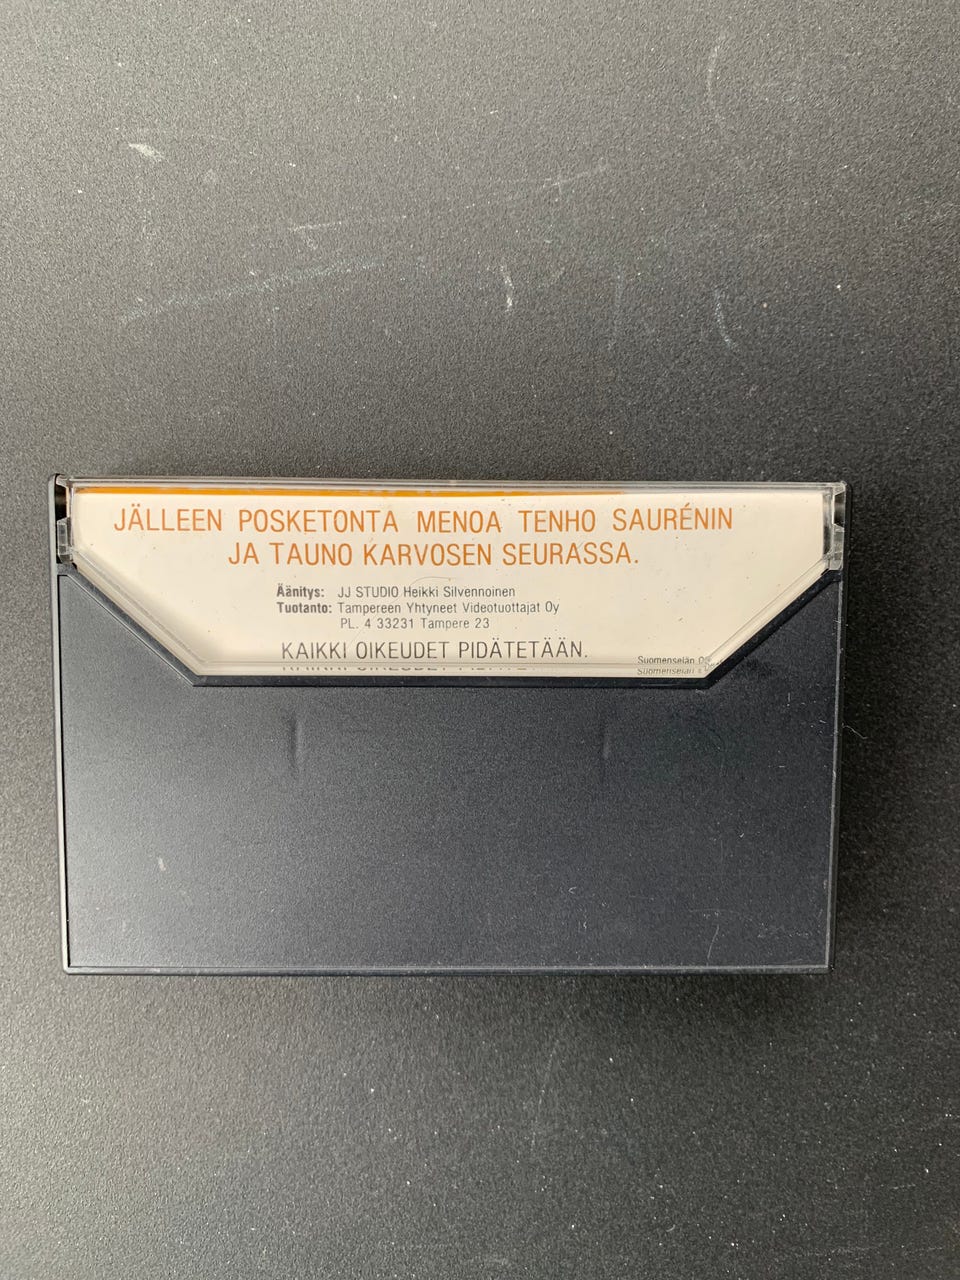 JÄLLEEN POSKETONTA MENOA TENHO SAURÉNIN
JA TAUNO KARVOSEN SEURASSA.
Äänitys: JJ STUDIO Heikki Silvennoinen
Tuotanto: Tampereen Yhtyneet Videotuottajat Oy
PL. 4 33231 Tampere 23
KAIKKI OIKEUDET PIDÄTETÄÄN.
Suomenselän